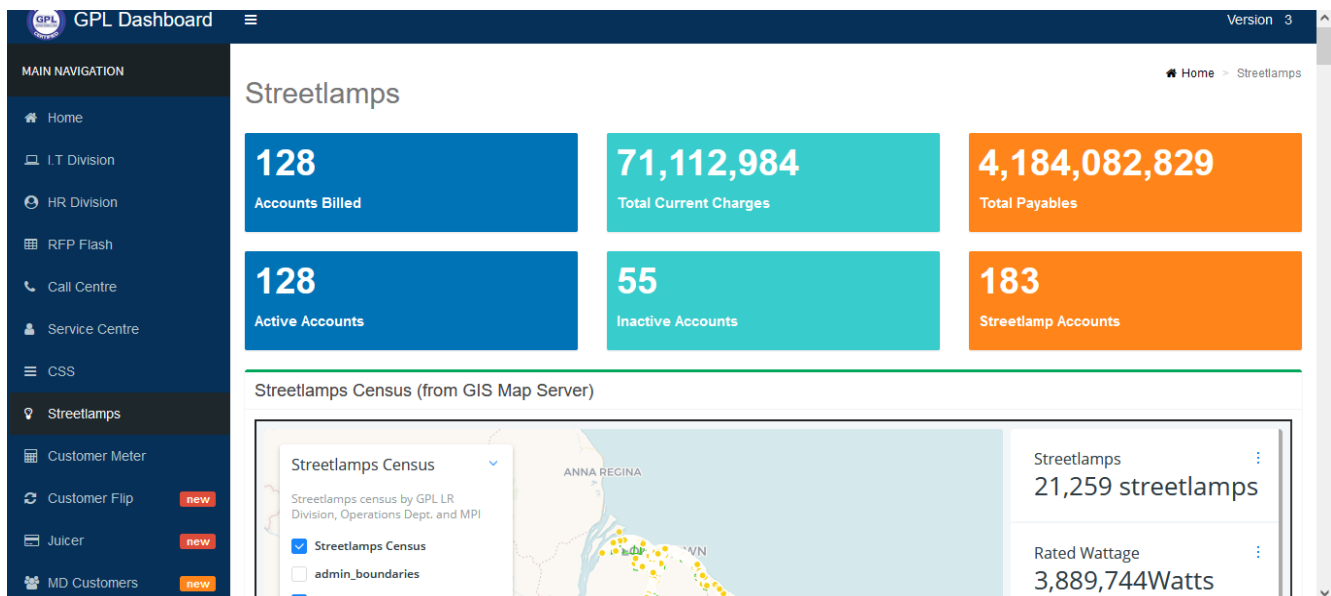 GPL
CERTIFIED
GPL Dashboard
Version 3
MAIN NAVIGATION
Home
I.T Division
HR Division
RFP Flash
Call Centre
Service Centre
CSS
Streetlamps
Customer Meter
Customer Flip new
Juicer new
MD Customers new
Home > Streetlamps
Streetlamps
128
Accounts Billed
71,112,984
Total Current Charges
4,184,082,829
Total Payables
128
Active Accounts
55
Inactive Accounts
183
Streetlamp Accounts
Streetlamps Census (from GIS Map Server)
Streetlamps Census
Streetlamps census by GPL LR
Division, Operations Dept. and MPI
Streetlamps Census
admin_boundaries
ANNA REGINA
WN
Streetlamps
21,259 streetlamps
Rated Wattage
3,889,744Watts